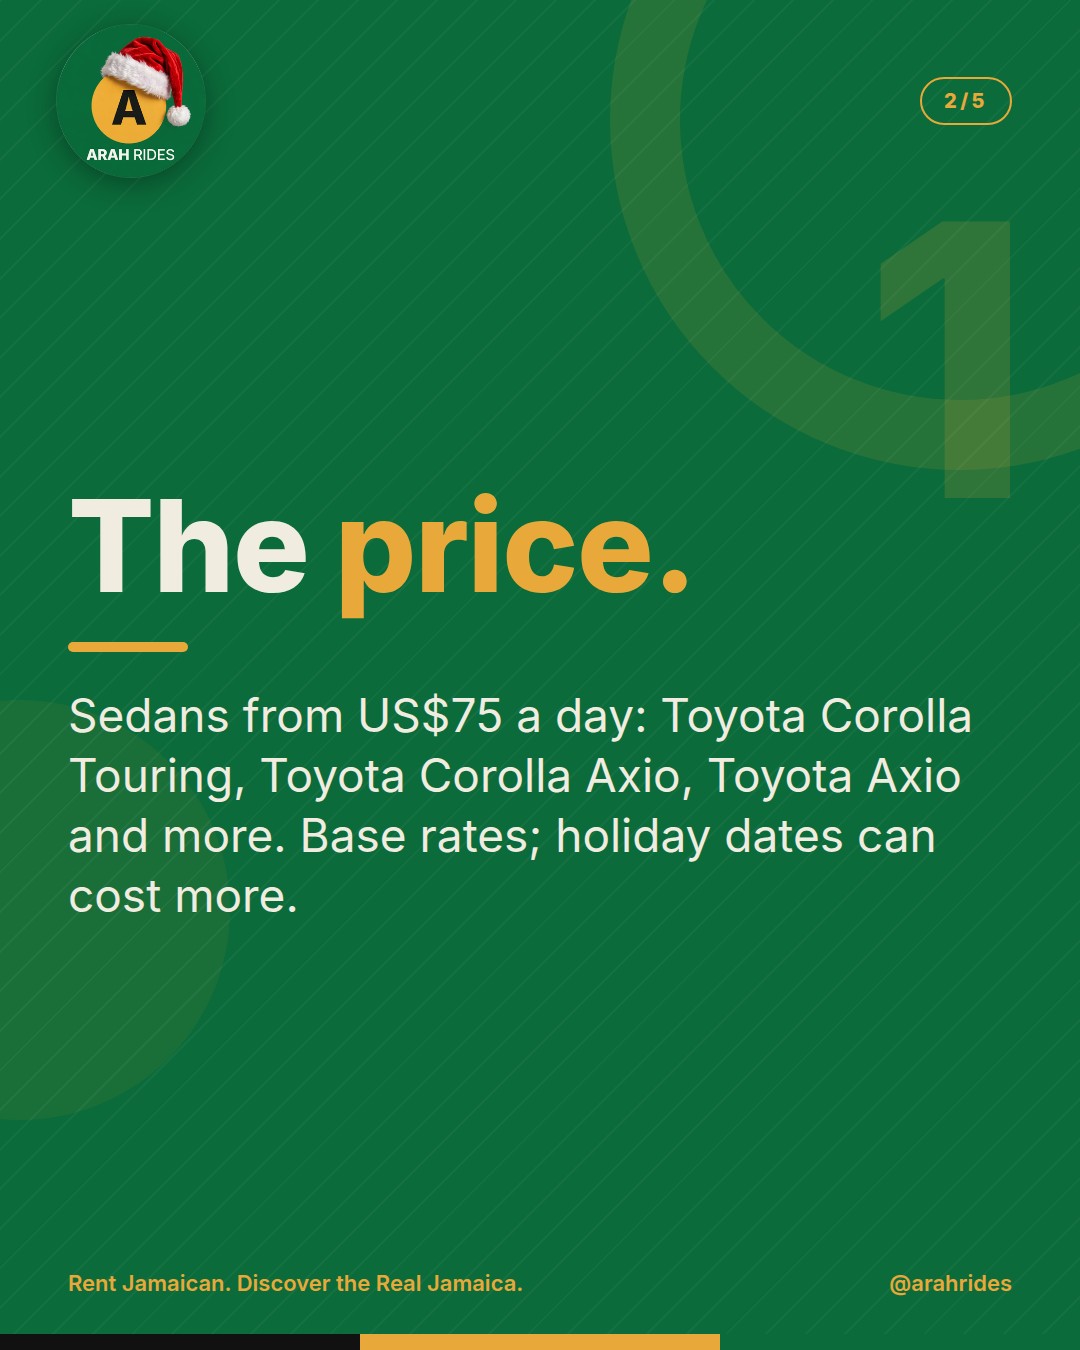 A
ARAH RIDES
2/5
1
The price.
Sedans from US$75 a day: Toyota Corolla
Touring, Toyota Corolla Axio, Toyota Axio
and more. Base rates; holiday dates can
cost more.
Rent Jamaican. Discover the Real Jamaica.
@arahrides